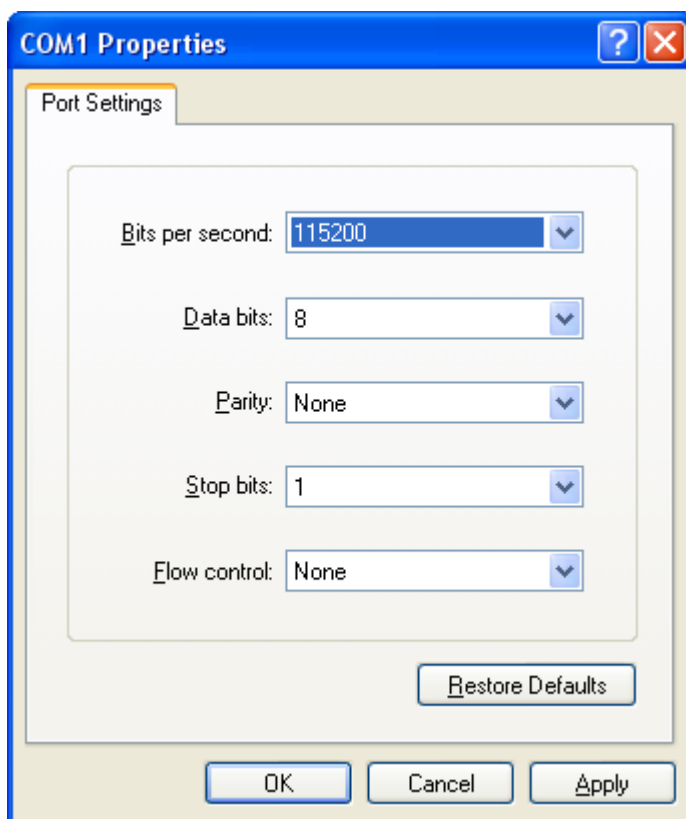 COM1 Properties
?
Port Settings
Bits per second: 115200
Data bits: 8
Parity: None
Stop bits: 1
Flow control: None
Restore Defaults
OK Cancel Apply